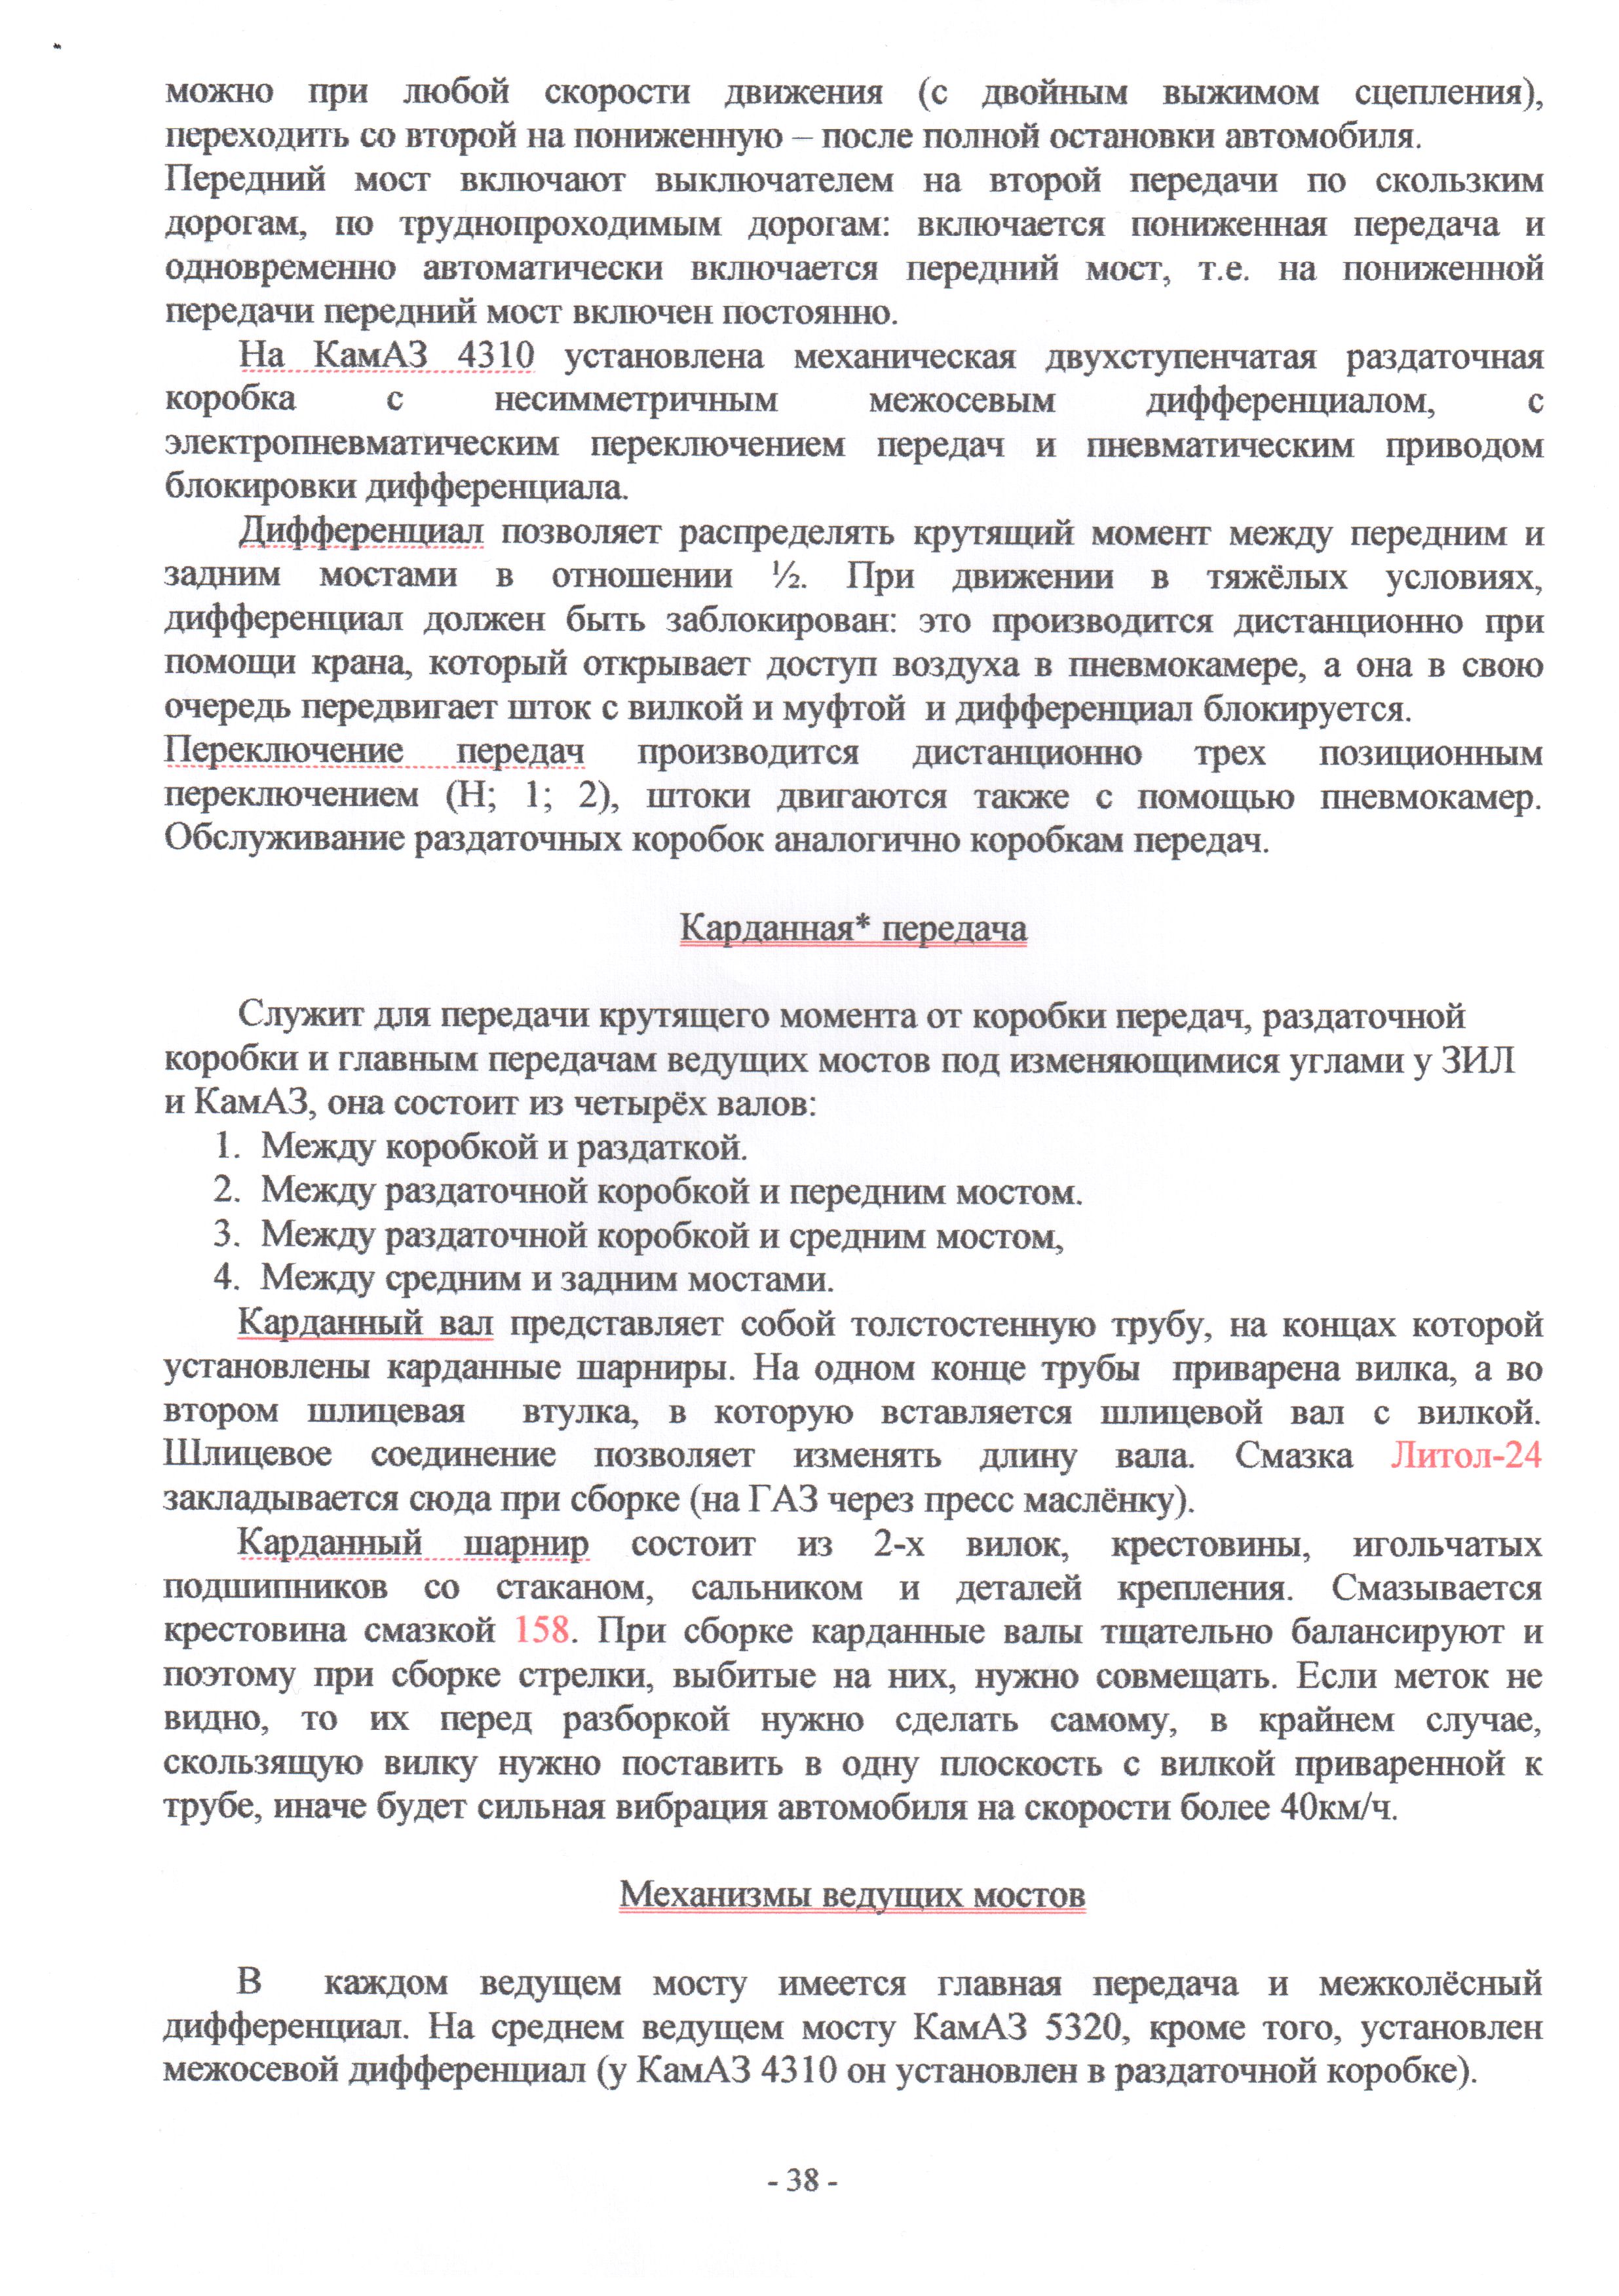 можно при любой скорости движения (с двойным выжимом сцепления),
переходить со второй на пониженную – после полной остановки автомобиля.
Передний мост включают выключателем на второй передачи по скользким
дорогам, по труднопроходимым дорогам: включается пониженная передача и
одновременно автоматически включается передний мост, т.е. на пониженной
передачи передний мост включен постоянно.
На КамАЗ 4310 установлена механическая двухступенчатая раздаточная
коробка с несимметричным межосевым дифференциалом, с
электропневматическим переключением передач и пневматическим приводом
блокировки дифференциала.
Дифференциал позволяет распределять крутящий момент между передним и
задним мостами в отношении ½. При движении в тяжёлых условиях,
дифференциал должен быть заблокирован: это производится дистанционно при
помощи крана, который открывает доступ воздуха в пневмокамере, а она в свою
очередь передвигает шток с вилкой и муфтой и дифференциал блокируется.
Переключение передач производится дистанционно трех позиционным
переключением (Н; 1; 2), штоки двигаются также с помощью пневмокамер.
Обслуживание раздаточных коробок аналогично коробкам передач.
Карданная* передача
Служит для передачи крутящего момента от коробки передач, раздаточной
коробки и главным передачам ведущих мостов под изменяющимися углами у ЗИЛ
и КамАЗ, она состоит из четырёх валов:
1. Между коробкой и раздаткой.
2. Между раздаточной коробкой и передним мостом.
3. Между раздаточной коробкой и средним мостом,
4. Между средним и задним мостами.
Карданный вал представляет собой толстостенную трубу, на концах которой
установлены карданные шарниры. На одном конце трубы приварена вилка, а во
втором шлицевая втулка, в которую вставляется шлицевой вал с вилкой.
Шлицевое соединение позволяет изменять длину вала. Смазка Литол-24
закладывается сюда при сборке (на ГАЗ через пресс маслёнку).
Карданный шарнир состоит из 2-х вилок, крестовины, игольчатых
подшипников со стаканом, сальником и деталей крепления. Смазывается
крестовина смазкой 158. При сборке карданные валы тщательно балансируют и
поэтому при сборке стрелки, выбитые на них, нужно совмещать. Если меток не
видно, то их перед разборкой нужно сделать самому, в крайнем случае,
скользящую вилку нужно поставить в одну плоскость с вилкой приваренной к
трубе, иначе будет сильная вибрация автомобиля на скорости более 40км/ч.
Механизмы ведущих мостов
В каждом ведущем мосту имеется главная передача и межколёсный
дифференциал. На среднем ведущем мосту КамАЗ 5320, кроме того, установлен
межосевой дифференциал (у КамАЗ 4310 он установлен в раздаточной коробке).
- 38 -